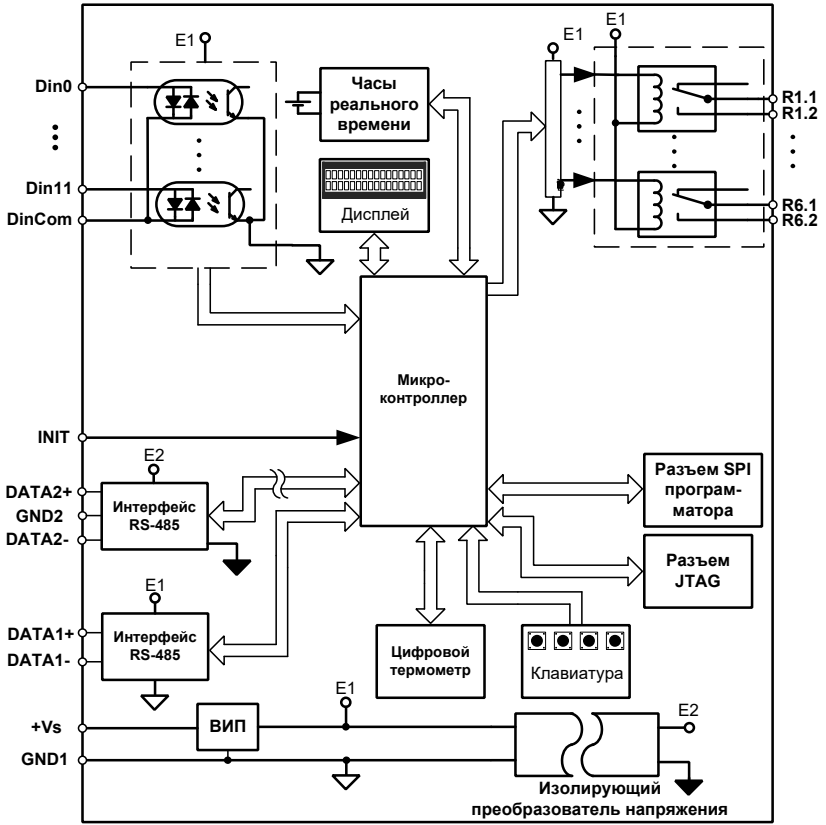 E1
E1
E1
Din0
Часы
реального
времени
R1.1
R1.2
Din11
DinCom
Дисплей
R6.1
R6.2
Микро-
контроллер
INIT
E2
DATA2+
GND2
DATA2-
Интерфейс
RS-485
Разъем SPI
програм-
матора
Разъем
JTAG
E1
DATA1+
DATA1-
Интерфейс
RS-485
Цифровой
термометр
Клавиатура
+Vs
GND1
ВИП
E1
E2
Изолирующий
преобразователь напряжения